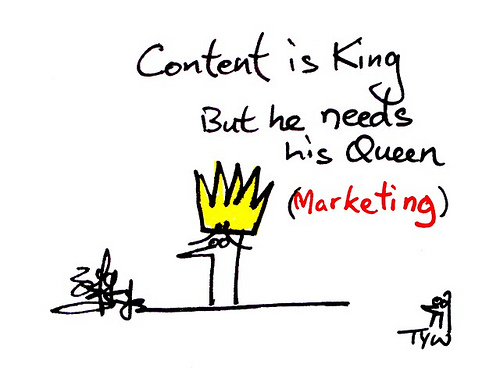 Content is King
But he needs
his Queen
(Marketing)
TYW